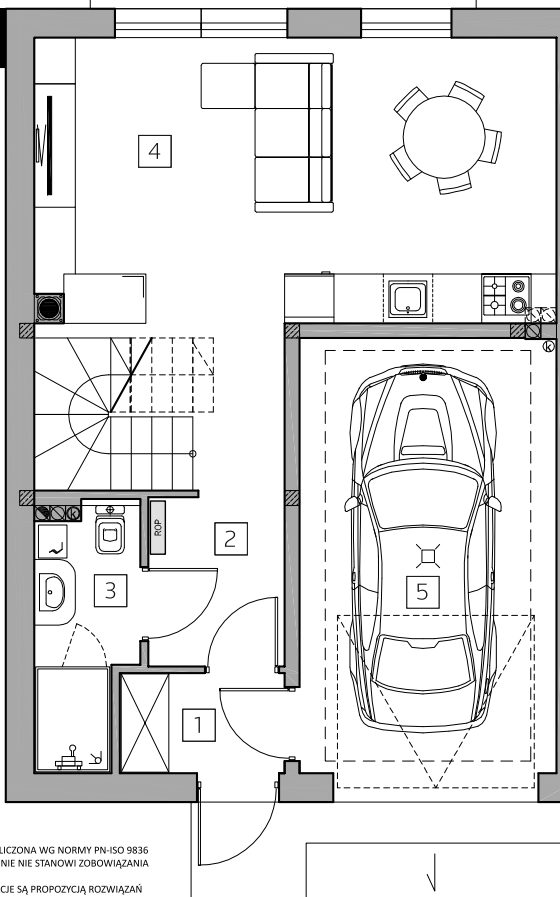 4
k
k
ROP
2
3
5
1
LICZONA WG NORMY PN-ISO 9836
NIE NIE STANOWI ZOBOWIĄZANIA
CJE SĄ PROPOZYCJĄ ROZWIĄZAŃ